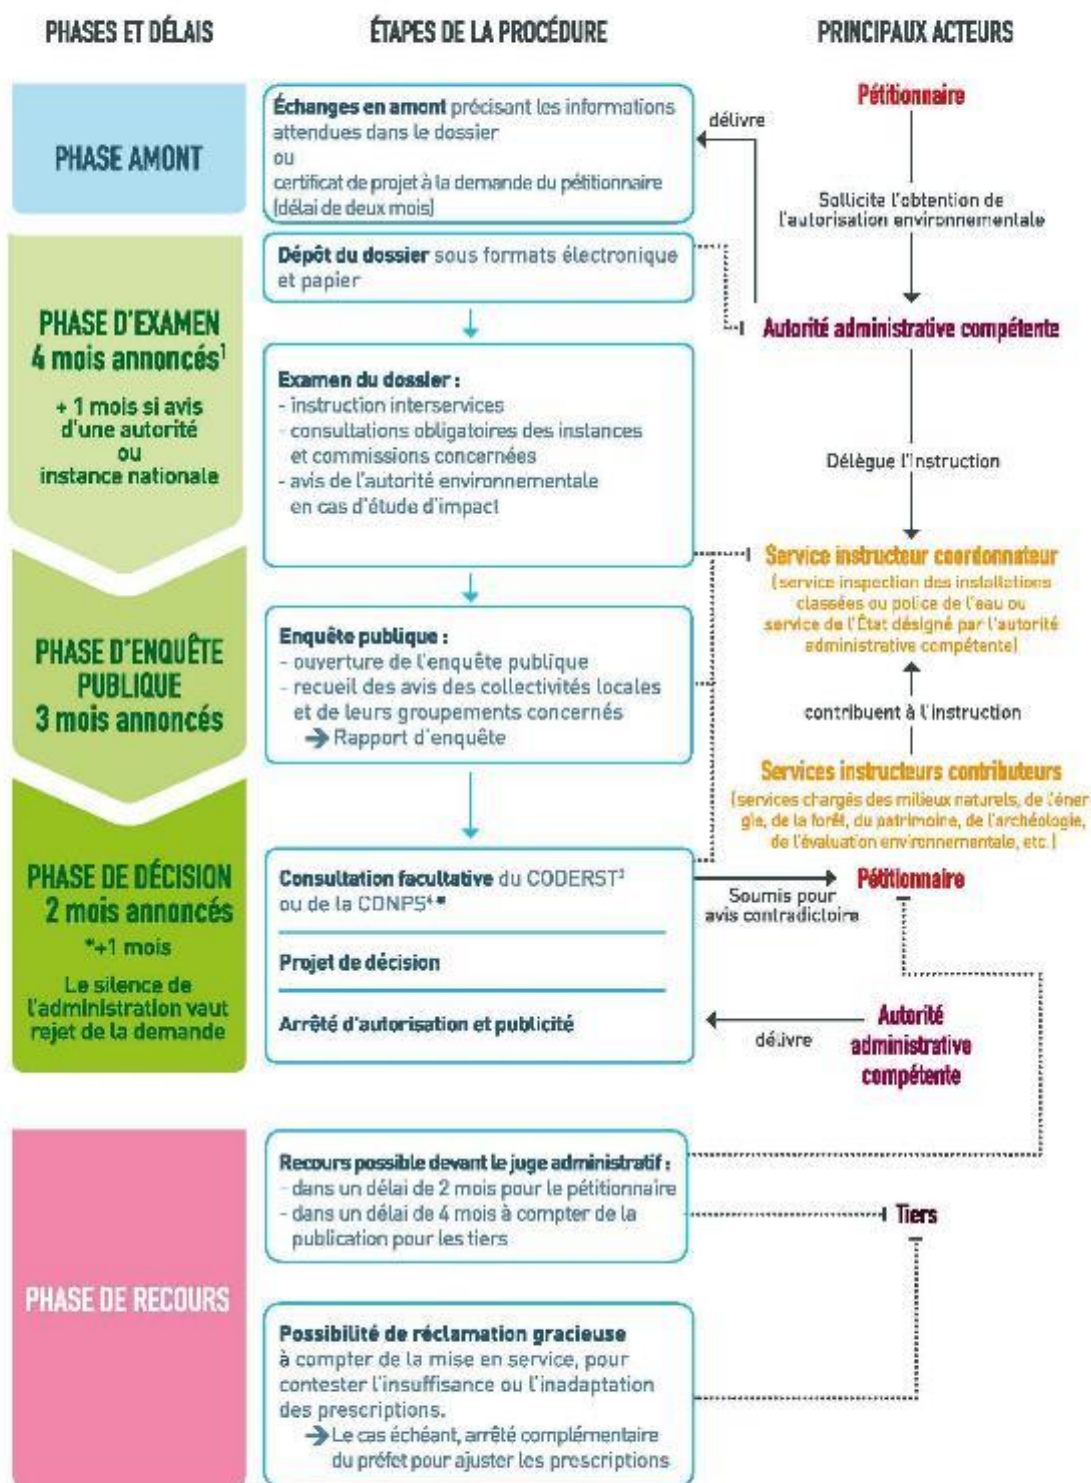 PHASES ET DÉLAIS
ÉTAPES DE LA PROCÉDURE
PRINCIPAUX ACTEURS
PHASE AMONT
Échanges en amont précisant les informations
attendues dans le dossier
ou
certificat de projet à la demande du pétitionnaire
(délai de deux mois)
délivre
Pétitionnaire
Sollicite l'obtention de
l'autorisation environnementale
Dépôt du dossier sous formats électronique
et papier
Autorité administrative compétente
PHASE D'EXAMEN
4 mois annoncés¹
+ 1 mois si avis
d'une autorité
ou
instance nationale
Examen du dossier :
- instruction interservices
- consultations obligatoires des instances
et commissions concernées
- avis de l'autorité environnementale
en cas d'étude d'impact
Délègue l'instruction
Service instructeur coordonnateur
(service inspection des installations
classées ou police de l'eau ou
service de l'État désigné par l'autorité
administrative compétente)
PHASE D'ENQUÊTE
PUBLIQUE
3 mois annoncés
Enquête publique :
- ouverture de l'enquête publique
- recueil des avis des collectivités locales
et de leurs groupements concernés
➔ Rapport d'enquête
contribuent à l'instruction
Services instructeurs contributeurs
(services chargés des milieux naturels, de l'éner
gie, de la forêt, du patrimoine, de l'archéologie,
de l'évaluation environnementale, etc.)
PHASE DE DÉCISION
2 mois annoncés
*+1 mois
Le silence de
l'administration vaut
rejet de la demande
Consultation facultative du CODERST³
ou de la CDNPS⁴*
Projet de décision
Arrêté d'autorisation et publicité
Soumis pour
avis contradictoire
Pétitionnaire
délivre
Autorité
administrative
compétente
PHASE DE RECOURS
Recours possible devant le juge administratif :
- dans un délai de 2 mois pour le pétitionnaire
- dans un délai de 4 mois à compter de la
publication pour les tiers
Tiers
Possibilité de réclamation gracieuse
à compter de la mise en service, pour
contester l'insuffisance ou l'inadaptation
des prescriptions.
➔ Le cas échéant, arrêté complémentaire
du préfet pour ajuster les prescriptions